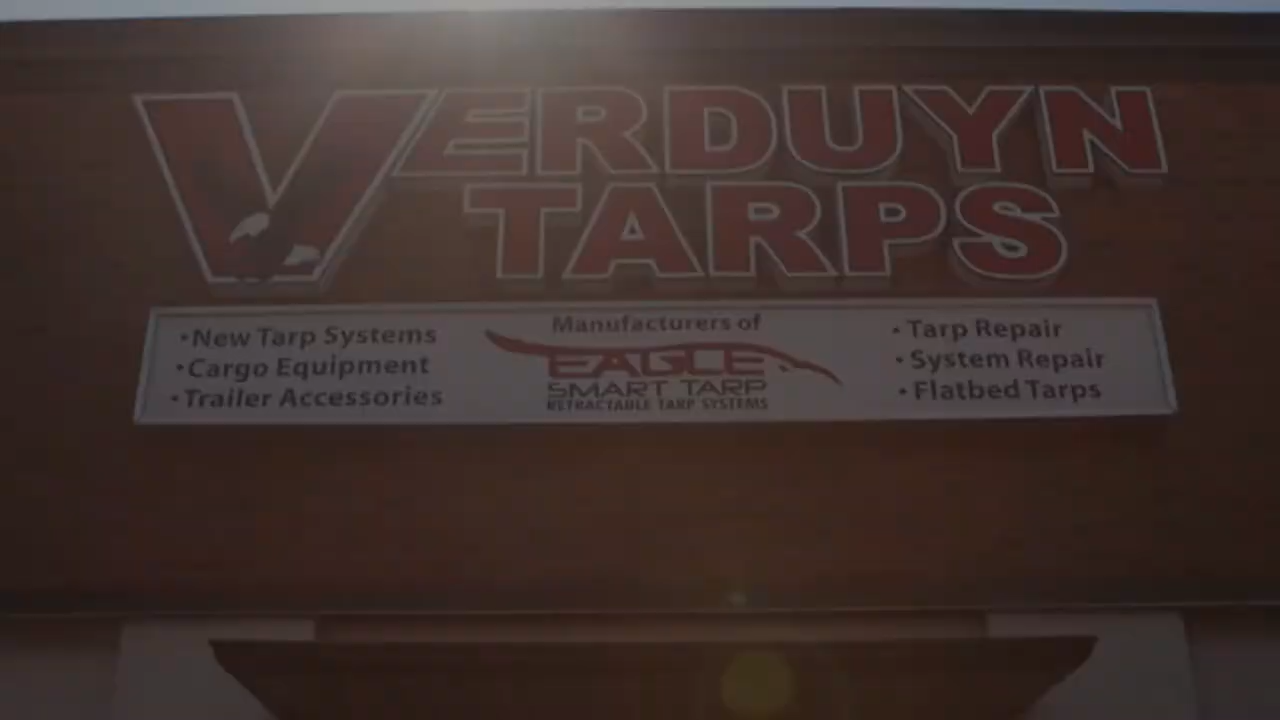 VERDUYN
TARPS
•New Tarp Systems
•Cargo Equipment
•Trailer Accessories
Manufacturers of
EAGLE
SMART TARP
RETRACTABLE TARP SYSTEMS
•Tarp Repair
•System Repair
•Flatbed Tarps